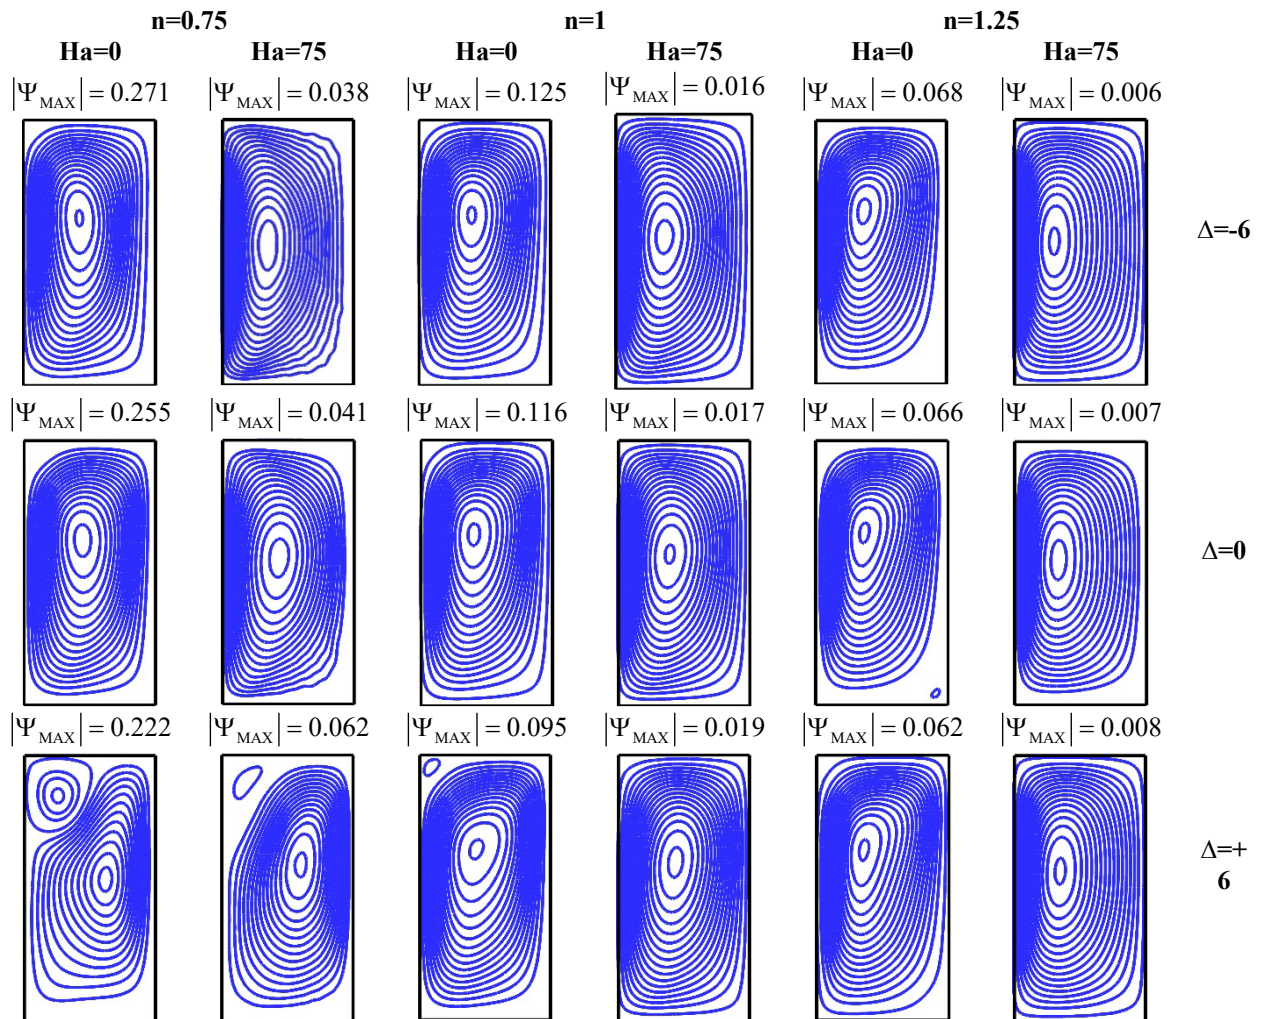 n=0.75 n=1 n=1.25
Ha=0 Ha=75 Ha=0 Ha=75 Ha=0 Ha=75
|Ψ_MAX| = 0.271 |Ψ_MAX| = 0.038 |Ψ_MAX| = 0.125 |Ψ_MAX| = 0.016 |Ψ_MAX| = 0.068 |Ψ_MAX| = 0.006
Δ=-6
|Ψ_MAX| = 0.255 |Ψ_MAX| = 0.041 |Ψ_MAX| = 0.116 |Ψ_MAX| = 0.017 |Ψ_MAX| = 0.066 |Ψ_MAX| = 0.007
Δ=0
|Ψ_MAX| = 0.222 |Ψ_MAX| = 0.062 |Ψ_MAX| = 0.095 |Ψ_MAX| = 0.019 |Ψ_MAX| = 0.062 |Ψ_MAX| = 0.008
Δ=+
6